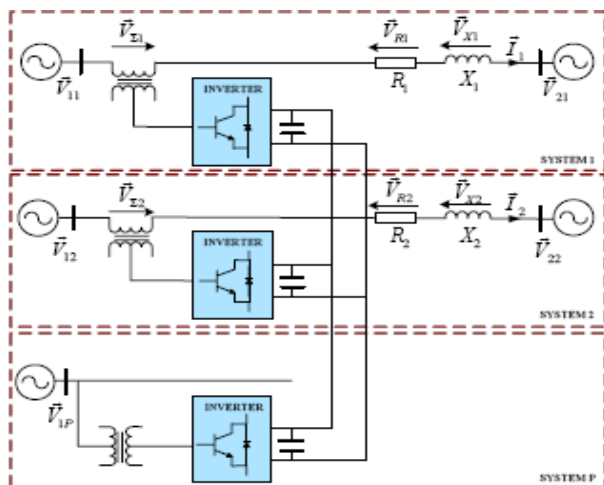 V⃗Σ1 V⃗R1 V⃗X1 I⃗1
V⃗11 INVERTER R1 X1 V⃗21
SYSTEM 1
V⃗Σ2 V⃗R2 V⃗X2 I⃗2
V⃗12 INVERTER R2 X2 V⃗22
SYSTEM 2
V⃗1P INVERTER
SYSTEM P